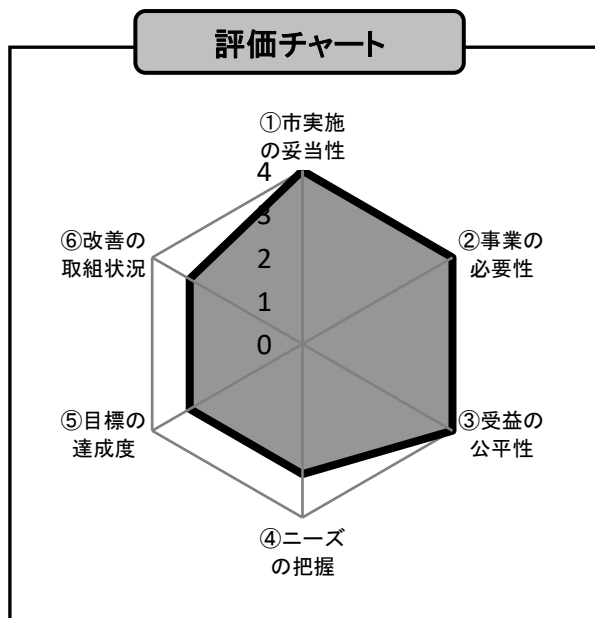 評価チャート
①市実施
の妥当性
4
3
2
1
0
②事業の
必要性
③受益の
公平性
④ニーズ
の把握
⑤目標の
達成度
⑥改善の
取組状況